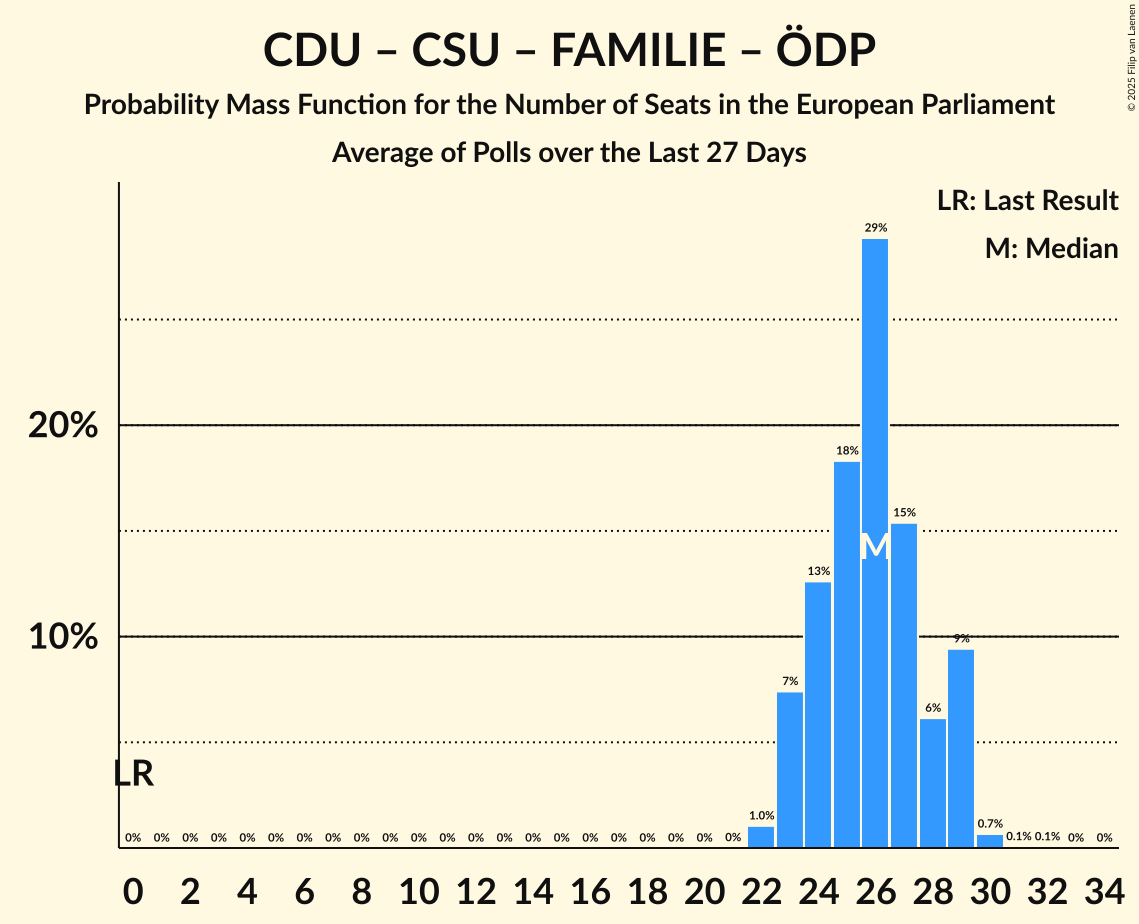 CDU – CSU – FAMILIE – ÖDP
Probability Mass Function for the Number of Seats in the European Parliament
Average of Polls over the Last 27 Days
© 2025 Filip van Laenen
LR: Last Result
M: Median
20%
10%
29%
18%
15%
13%
9%
7%
6%
M
LR
0% 0% 0% 0% 0% 0% 0% 0% 0% 0% 0% 0% 0% 0% 0% 0% 0% 0% 0% 0% 0% 0% 1.0% 0.7% 0.1% 0.1% 0% 0%
0 2 4 6 8 10 12 14 16 18 20 22 24 26 28 30 32 34